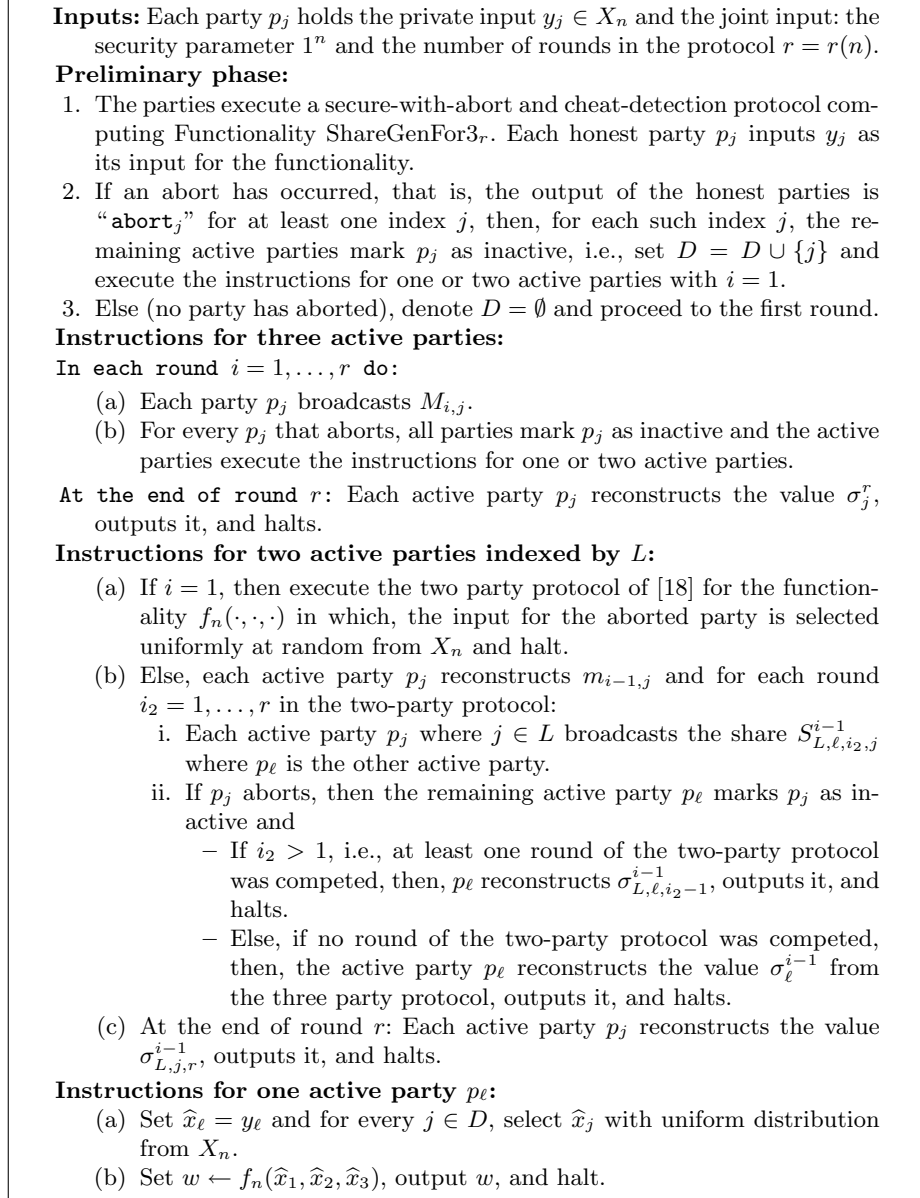 Inputs: Each party p_j holds the private input y_j ∈ X_n and the joint input: the
security parameter 1^n and the number of rounds in the protocol r = r(n).
Preliminary phase:
1. The parties execute a secure-with-abort and cheat-detection protocol com-
puting Functionality ShareGenFor3_r. Each honest party p_j inputs y_j as
its input for the functionality.
2. If an abort has occurred, that is, the output of the honest parties is
“abort_j” for at least one index j, then, for each such index j, the re-
maining active parties mark p_j as inactive, i.e., set D = D ∪ {j} and
execute the instructions for one or two active parties with i = 1.
3. Else (no party has aborted), denote D = ∅ and proceed to the first round.
Instructions for three active parties:
In each round i = 1, . . . , r do:
(a) Each party p_j broadcasts M_{i,j}.
(b) For every p_j that aborts, all parties mark p_j as inactive and the active
parties execute the instructions for one or two active parties.
At the end of round r: Each active party p_j reconstructs the value σ_j^r,
outputs it, and halts.
Instructions for two active parties indexed by L:
(a) If i = 1, then execute the two party protocol of [18] for the function-
ality f_n(·, ·, ·) in which, the input for the aborted party is selected
uniformly at random from X_n and halt.
(b) Else, each active party p_j reconstructs m_{i−1,j} and for each round
i_2 = 1, . . . , r in the two-party protocol:
i. Each active party p_j where j ∈ L broadcasts the share S_{L,ℓ,i_2,j}^{i−1}
where p_ℓ is the other active party.
ii. If p_j aborts, then the remaining active party p_ℓ marks p_j as in-
active and
– If i_2 > 1, i.e., at least one round of the two-party protocol
was competed, then, p_ℓ reconstructs σ_{L,ℓ,i_2−1}^{i−1}, outputs it, and
halts.
– Else, if no round of the two-party protocol was competed,
then, the active party p_ℓ reconstructs the value σ_ℓ^{i−1} from
the three party protocol, outputs it, and halts.
(c) At the end of round r: Each active party p_j reconstructs the value
σ_{L,j,r}^{i−1}, outputs it, and halts.
Instructions for one active party p_ℓ:
(a) Set x̂_ℓ = y_ℓ and for every j ∈ D, select x̂_j with uniform distribution
from X_n.
(b) Set w ← f_n(x̂_1, x̂_2, x̂_3), output w, and halt.